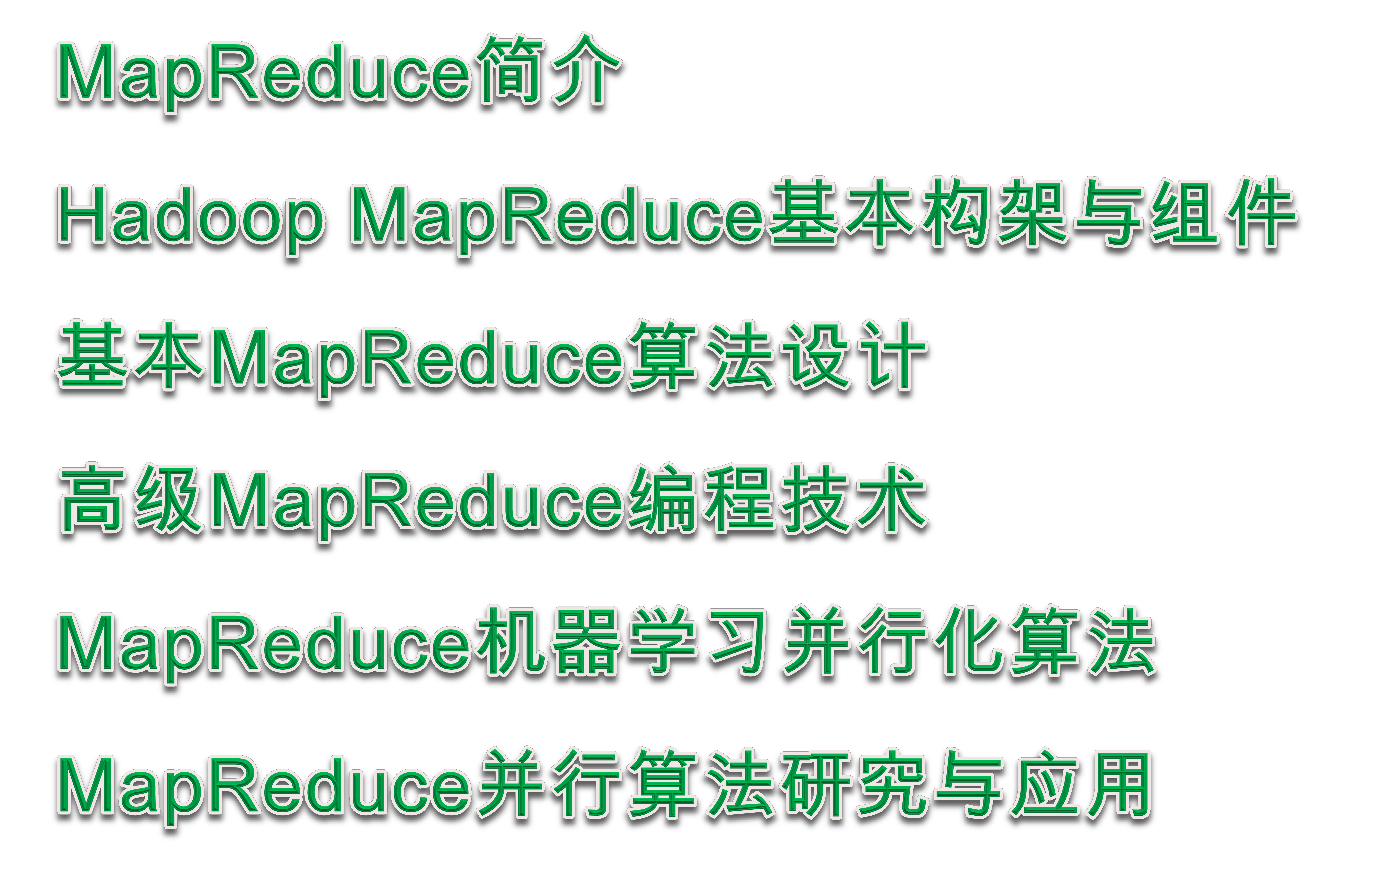 MapReduce简介
Hadoop MapReduce基本构架与组件
基本MapReduce算法设计
高级MapReduce编程技术
MapReduce机器学习并行化算法
MapReduce并行算法研究与应用